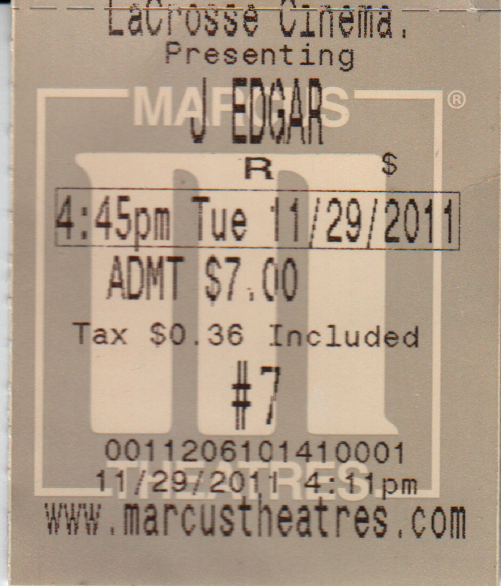 LaCrosse Cinema.
Presenting
MARCUS ®
J EDGAR
R $
4:45pm Tue 11/29/2011
ADMT $7.00
Tax $0.36 Included
#7
0011206101410001
THEATRES
11/29/2011 4:11pm
www.marcustheatres.com